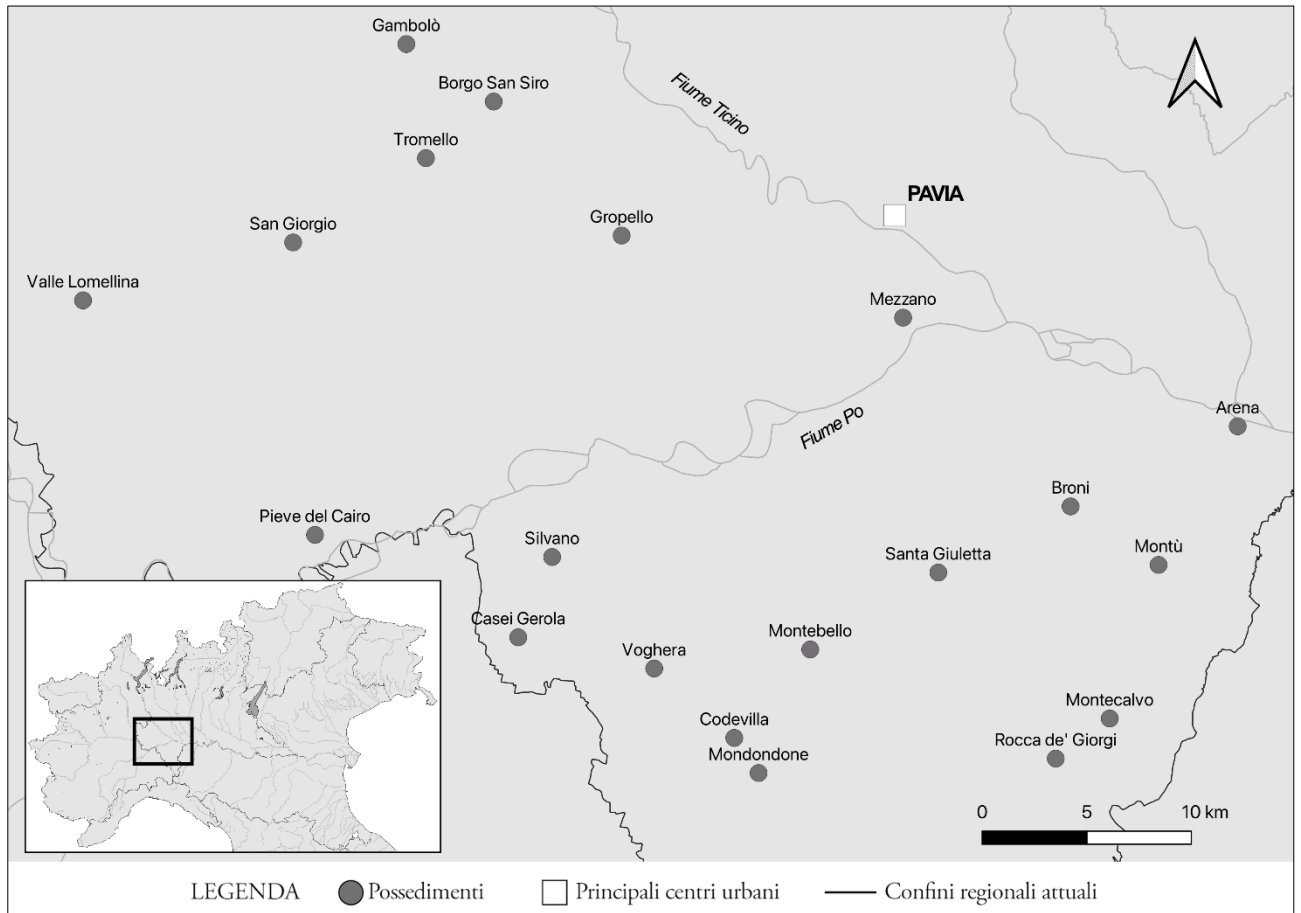 Gambolò
Borgo San Siro
Fiume Ticino
Tromello
PAVIA
San Giorgio
Gropello
Valle Lomellina
Mezzano
Arena
Fiume Po
Broni
Pieve del Cairo
Silvano
Santa Giuletta
Montù
Casei Gerola
Voghera
Montebello
Codevilla
Montecalvo
Rocca de' Giorgi
Mondondone
0 5 10 km
LEGENDA Possedimenti Principali centri urbani Confini regionali attuali